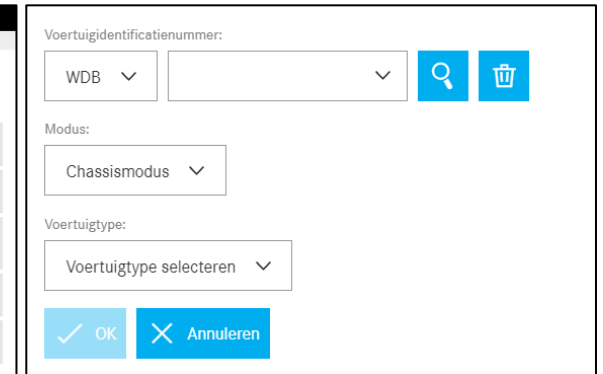 Voertuigidentificatienummer:
WDB
Modus:
Chassismodus
Voertuigtype:
Voertuigtype selecteren
OK Annuleren